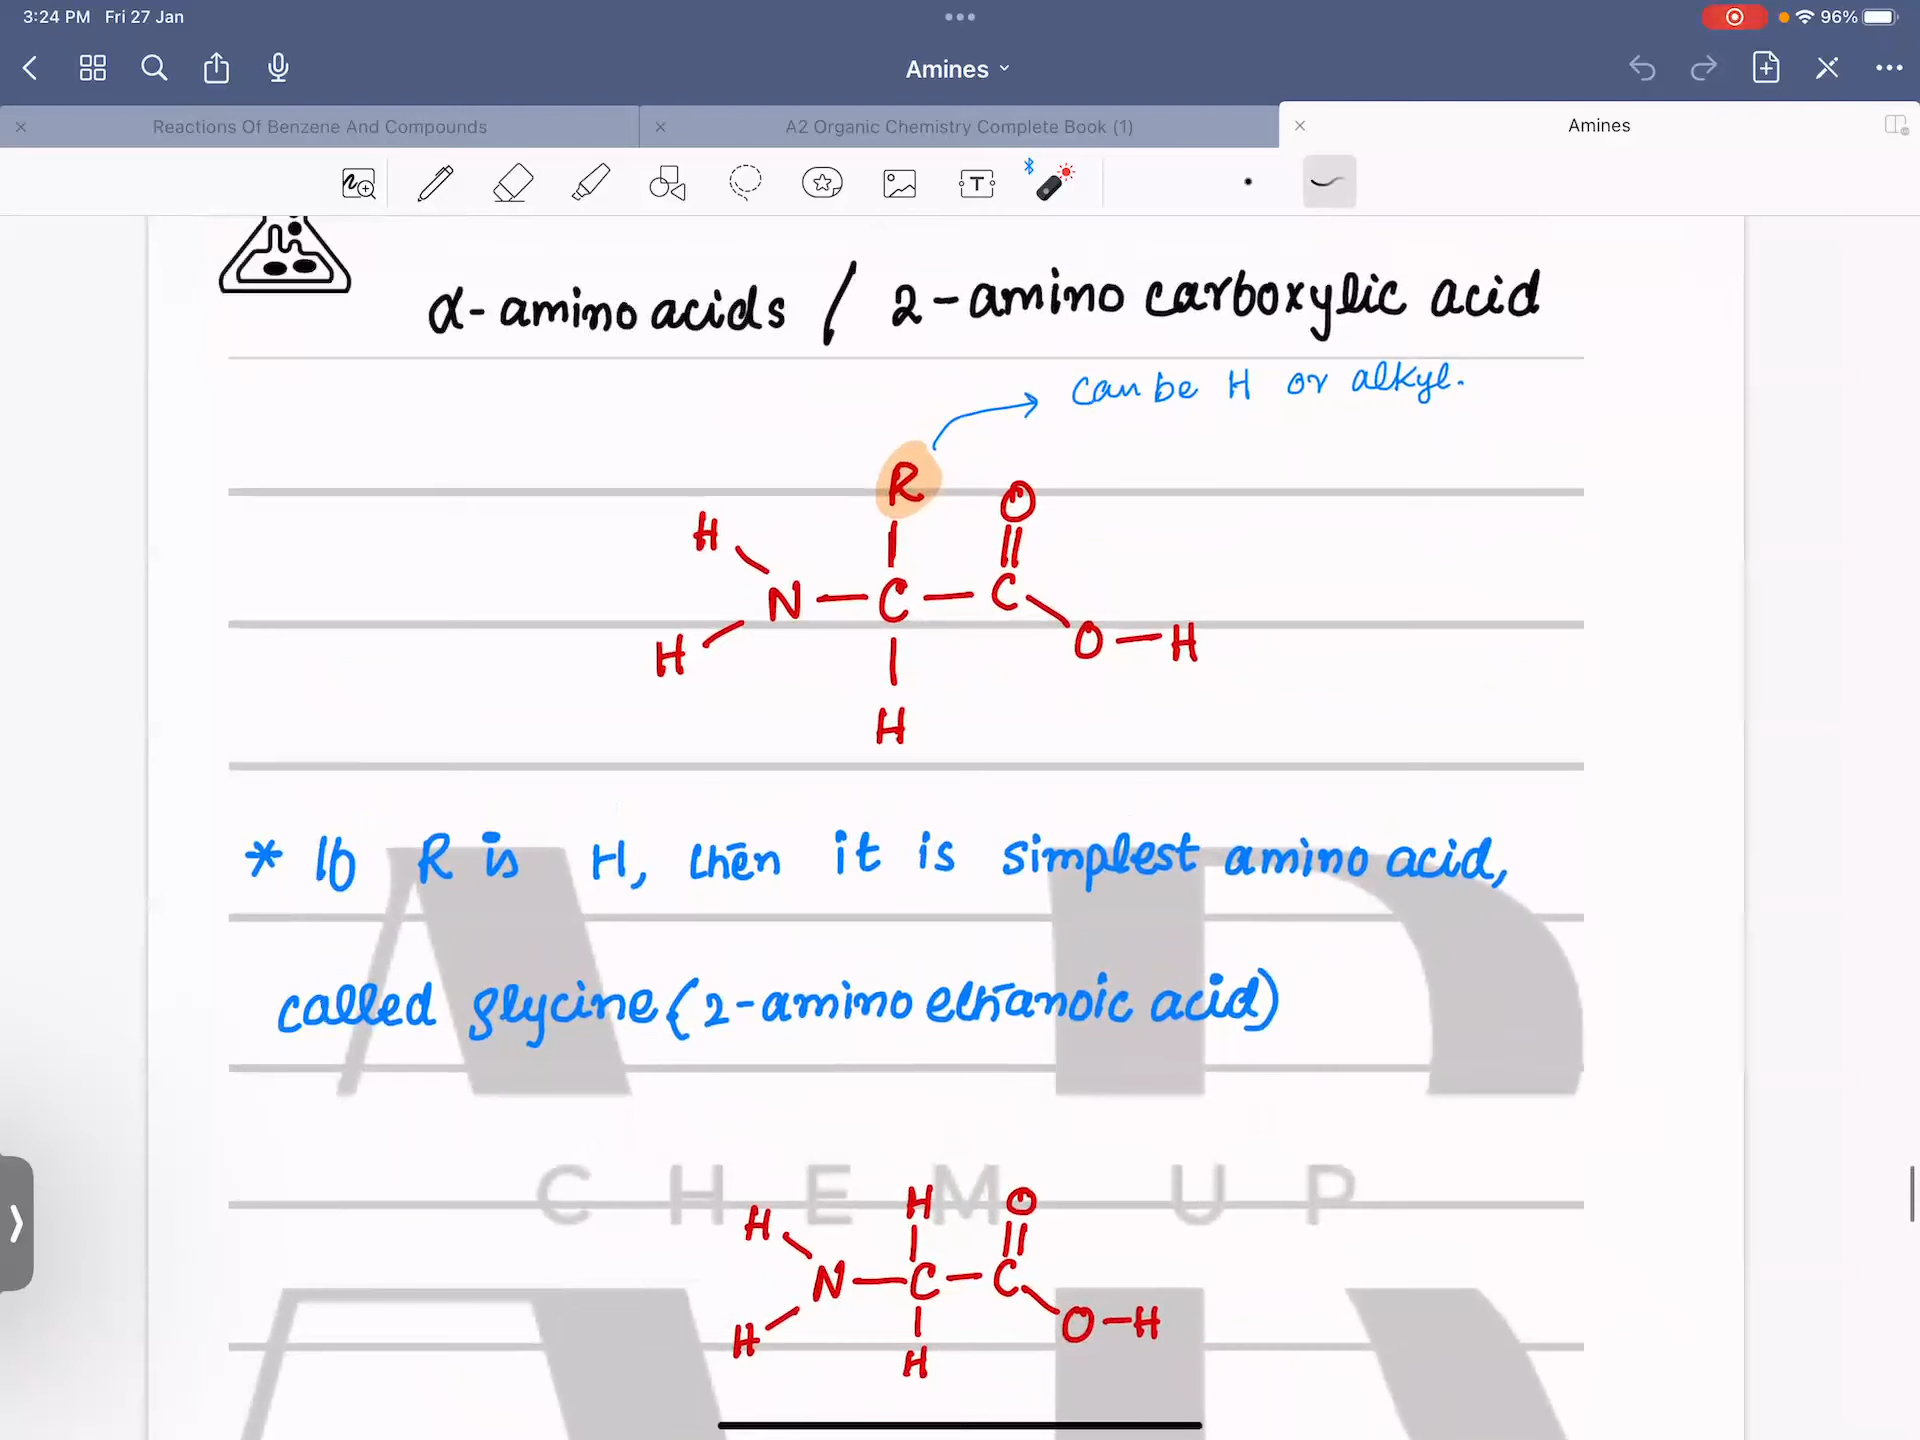 3:24 PM Fri 27 Jan
96%
Amines
Reactions Of Benzene And Compounds
A2 Organic Chemistry Complete Book (1)
Amines
α-amino acids / 2-amino carboxylic acid
can be H or alkyl.
R O
H
N — C — C
H O — H
H
* If R is H, then it is simplest amino acid,
called glycine (2-amino ethanoic acid)
CHEM UP
H H O
N — C — C
H O — H
H